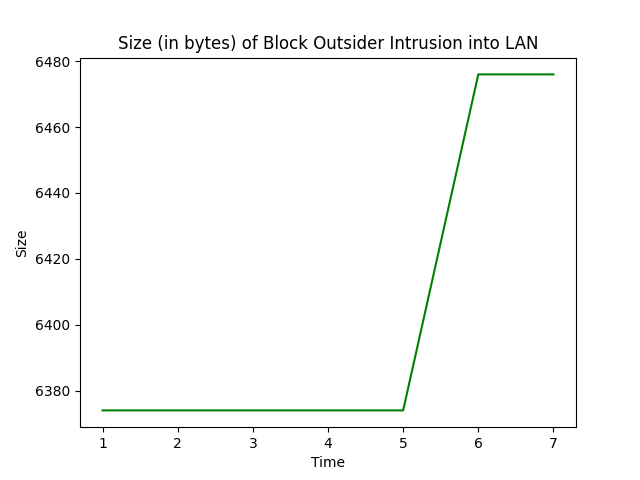 Size (in bytes) of Block Outsider Intrusion into LAN
6480
6460
6440
6420
6400
6380
Size
1 2 3 4 5 6 7
Time